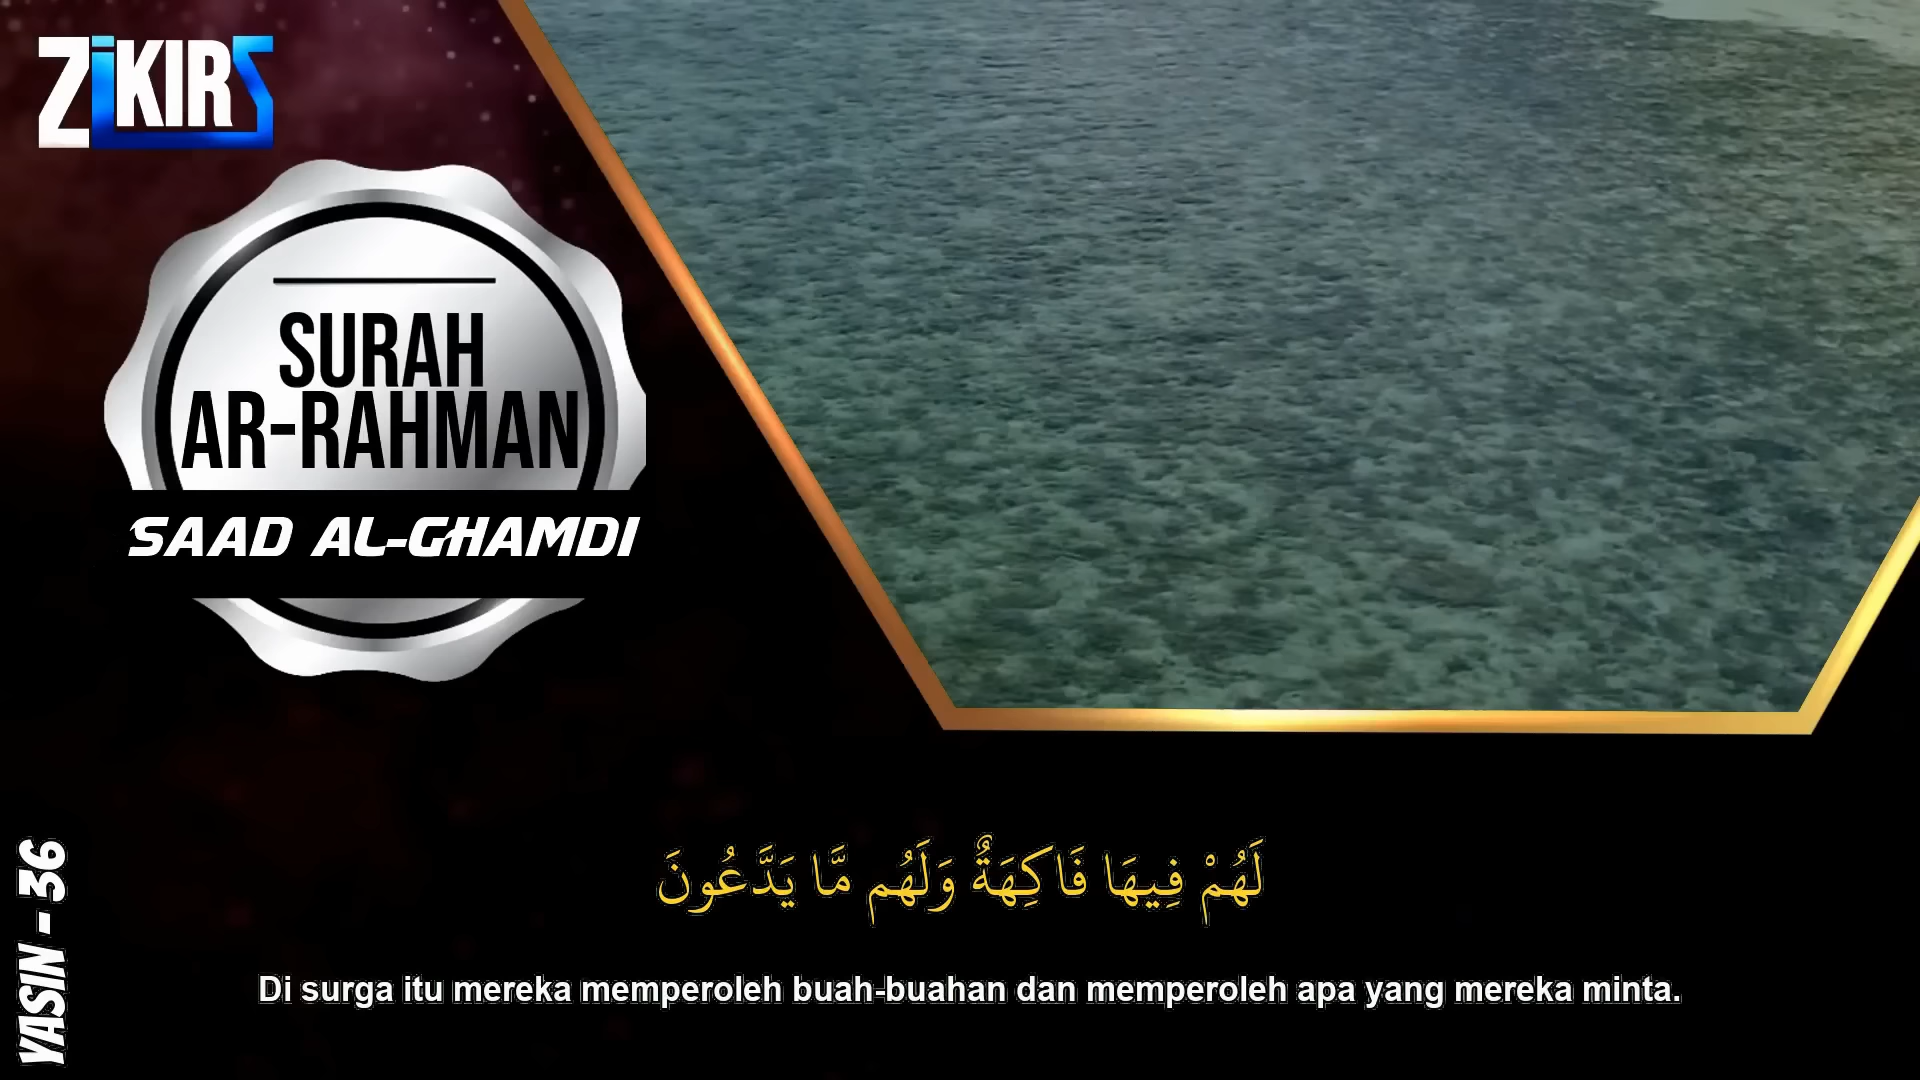 ZiKIRZ
SURAH
AR-RAHMAN
SAAD AL-GHAMDI
لَهُمْ فِيهَا فَاكِهَةٌ وَلَهُم مَّا يَدَّعُونَ
Di surga itu mereka memperoleh buah-buahan dan memperoleh apa yang mereka minta.
YASIN - 36